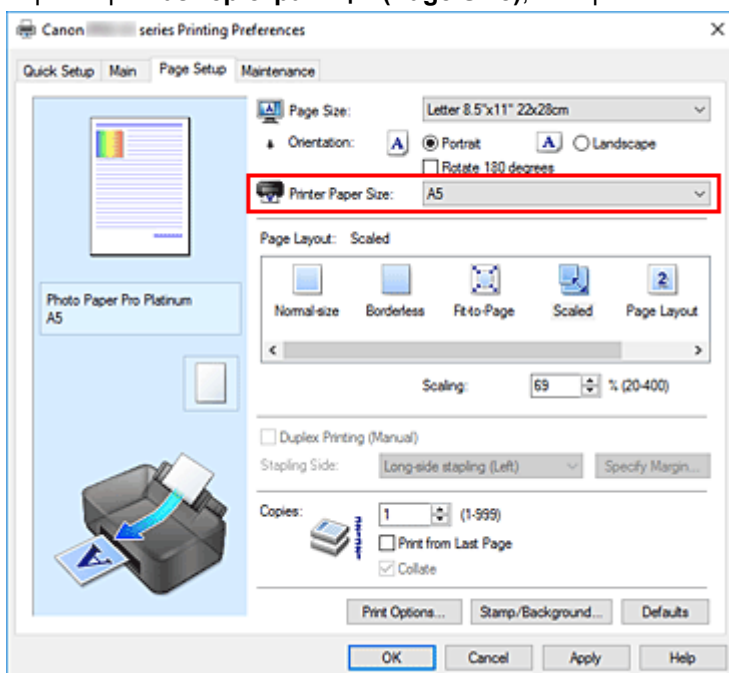 Canon series Printing Preferences
Quick Setup Main Page Setup Maintenance
Page Size: Letter 8.5"x11" 22x28cm
Orientation: A Portrait A Landscape
Rotate 180 degrees
Printer Paper Size: A5
Page Layout: Scaled
Photo Paper Pro Platinum
A5
Normal-size Borderless Fit-to-Page Scaled Page Layout
Scaling: 69 % (20-400)
Duplex Printing (Manual)
Stapling Side: Long-side stapling (Left) Specify Margin...
Copies: 1 (1-999)
Print from Last Page
Collate
Print Options... Stamp/Background... Defaults
OK Cancel Apply Help